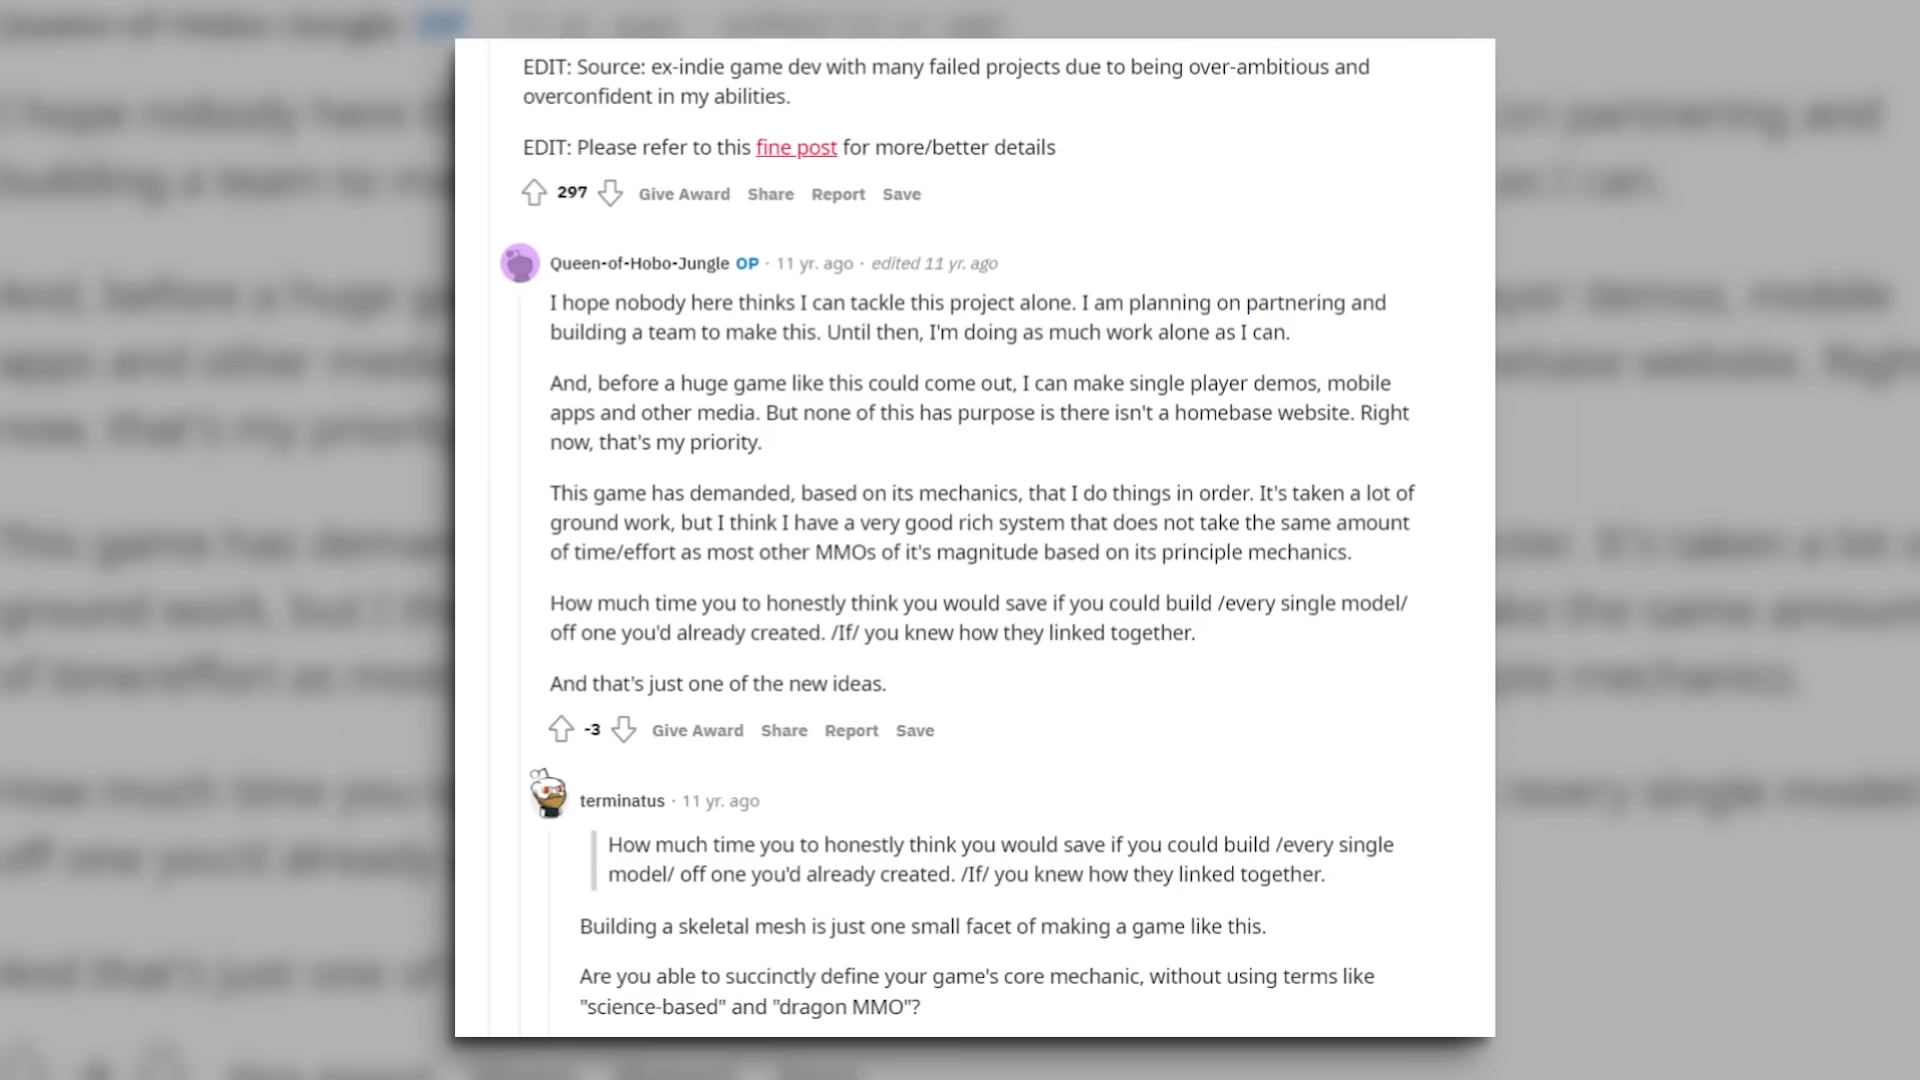 EDIT: Source: ex-indie game dev with many failed projects due to being over-ambitious and
overconfident in my abilities.
EDIT: Please refer to this fine post for more/better details
297 Give Award Share Report Save
Queen-of-Hobo-Jungle OP · 11 yr. ago · edited 11 yr. ago
I hope nobody here thinks I can tackle this project alone. I am planning on partnering and
building a team to make this. Until then, I'm doing as much work alone as I can.
And, before a huge game like this could come out, I can make single player demos, mobile
apps and other media. But none of this has purpose is there isn't a homebase website. Right
now, that's my priority.
This game has demanded, based on its mechanics, that I do things in order. It's taken a lot of
ground work, but I think I have a very good rich system that does not take the same amount
of time/effort as most other MMOs of it's magnitude based on its principle mechanics.
How much time you to honestly think you would save if you could build /every single model/
off one you'd already created. /If/ you knew how they linked together.
And that's just one of the new ideas.
-3 Give Award Share Report Save
terminatus · 11 yr. ago
How much time you to honestly think you would save if you could build /every single
model/ off one you'd already created. /If/ you knew how they linked together.
Building a skeletal mesh is just one small facet of making a game like this.
Are you able to succinctly define your game's core mechanic, without using terms like
"science-based" and "dragon MMO"?